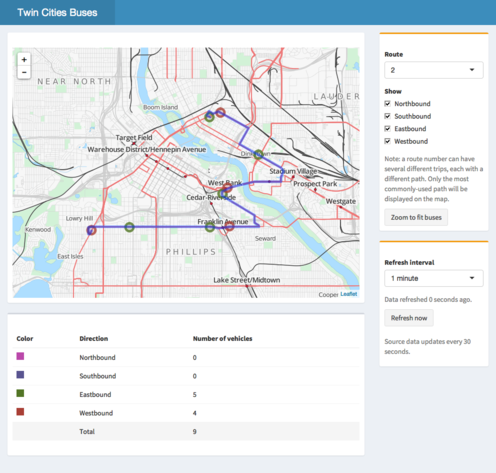 Twin Cities Buses
+
−
NEAR NORTH
Boom Island
LAUDER
Target Field
Warehouse District/Hennepin Avenue
Stadium Village
West Bank
Prospect Park
Cedar-Riverside
Westgate
Lowry Hill
Franklin Avenue
Kenwood
Seward
East Isles
PHILLIPS
Lake Street/Midtown
Cooper
Leaflet
Route
2
Show
Northbound
Southbound
Eastbound
Westbound
Note: a route number can have
several different trips, each with a
different path. Only the most
commonly-used path will be
displayed on the map.
Zoom to fit buses
Refresh interval
1 minute
Data refreshed 0 seconds ago.
Refresh now
Source data updates every 30
seconds.
Color Direction Number of vehicles
Northbound 0
Southbound 0
Eastbound 5
Westbound 4
Total 9